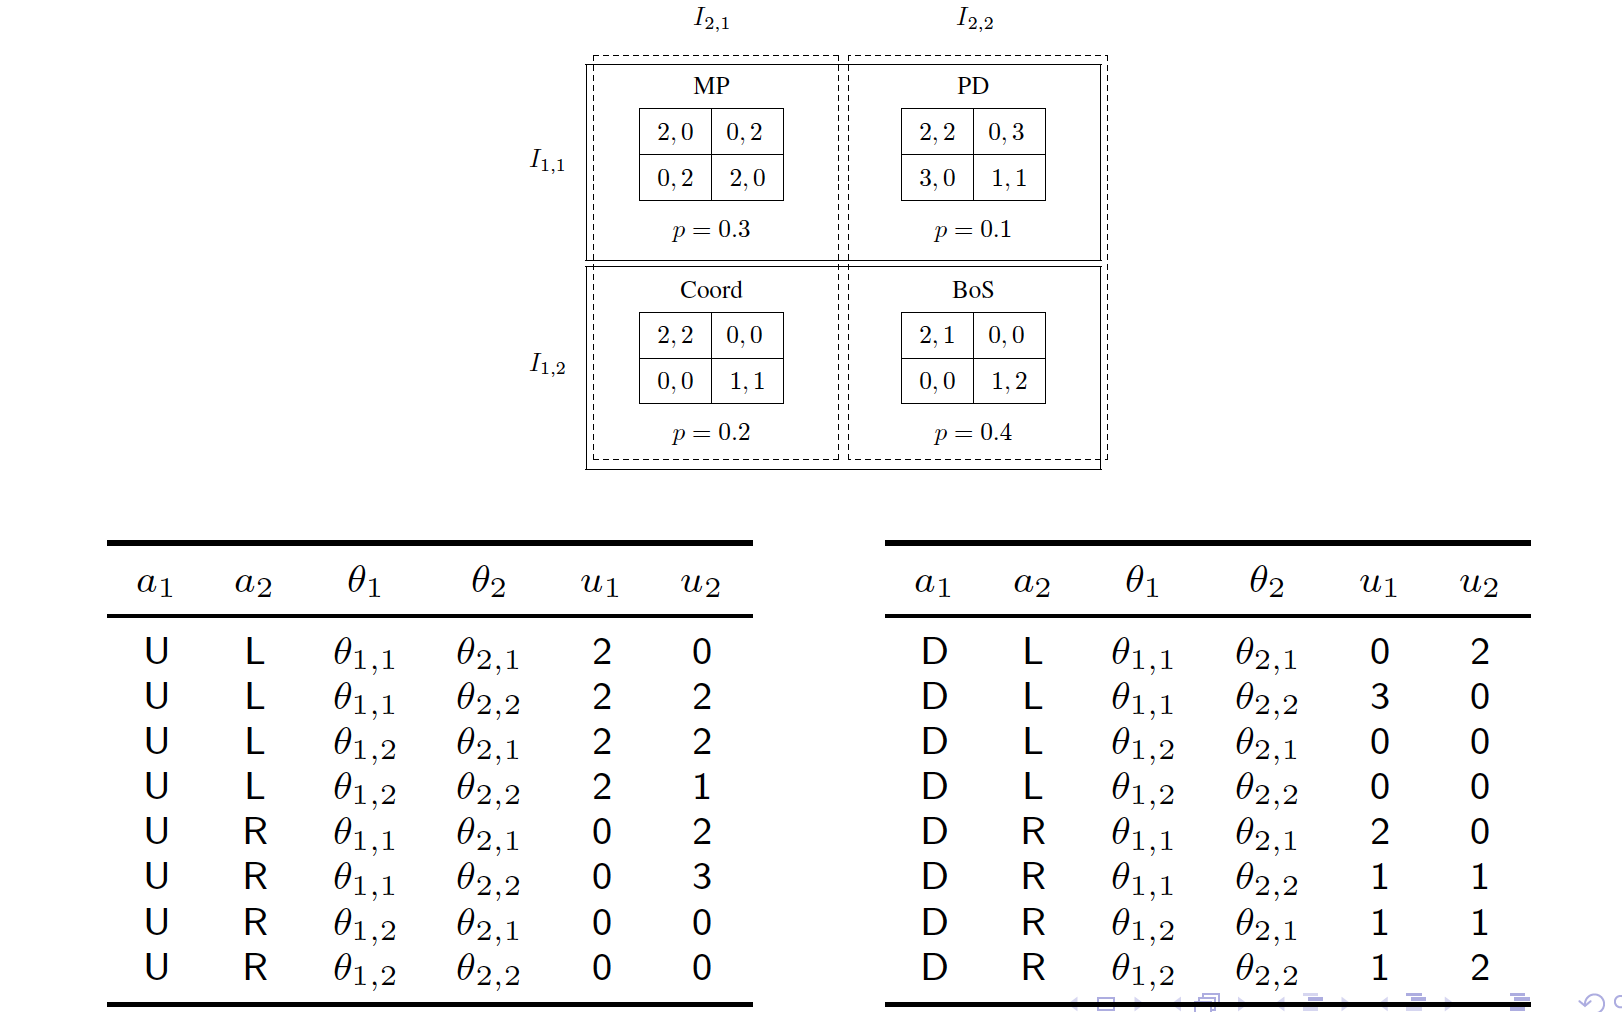 I2,1 I2,2
MP PD
2, 0 0, 2 2, 2 0, 3
I1,1
0, 2 2, 0 3, 0 1, 1
p = 0.3 p = 0.1
Coord BoS
2, 2 0, 0 2, 1 0, 0
I1,2
0, 0 1, 1 0, 0 1, 2
p = 0.2 p = 0.4
a1 a2 θ1 θ2 u1 u2
U L θ1,1 θ2,1 2 0
U L θ1,1 θ2,2 2 2
U L θ1,2 θ2,1 2 2
U L θ1,2 θ2,2 2 1
U R θ1,1 θ2,1 0 2
U R θ1,1 θ2,2 0 3
U R θ1,2 θ2,1 0 0
U R θ1,2 θ2,2 0 0
a1 a2 θ1 θ2 u1 u2
D L θ1,1 θ2,1 0 2
D L θ1,1 θ2,2 3 0
D L θ1,2 θ2,1 0 0
D L θ1,2 θ2,2 0 0
D R θ1,1 θ2,1 2 0
D R θ1,1 θ2,2 1 1
D R θ1,2 θ2,1 1 1
D R θ1,2 θ2,2 1 2